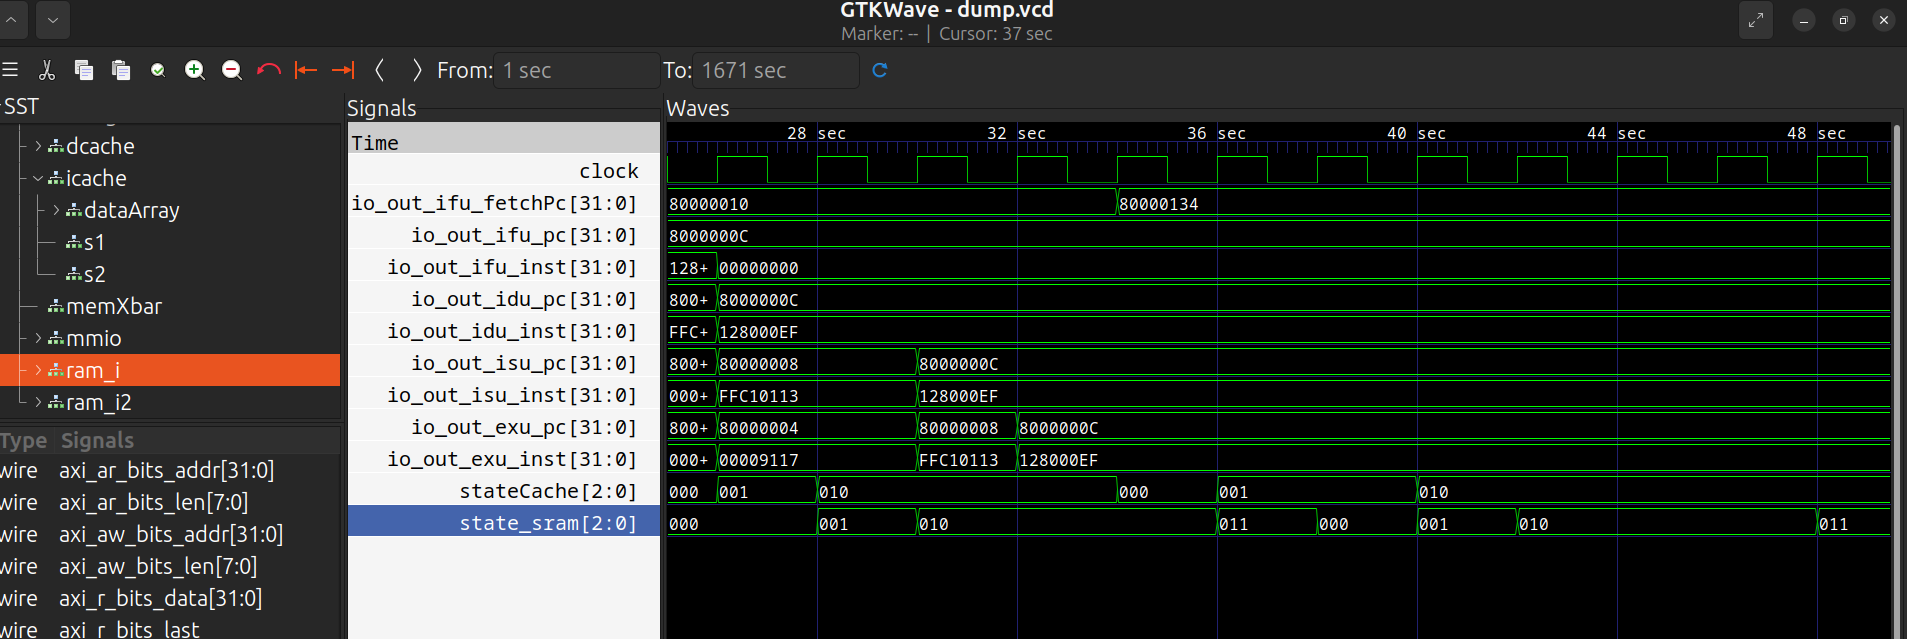 GTKWave - dump.vcd
Marker: -- | Cursor: 37 sec
From: 1 sec To: 1671 sec
SST
dcache
icache
dataArray
s1
s2
memXbar
mmio
ram_i
ram_i2
Type Signals
wire axi_ar_bits_addr[31:0]
wire axi_ar_bits_len[7:0]
wire axi_aw_bits_addr[31:0]
wire axi_aw_bits_len[7:0]
wire axi_r_bits_data[31:0]
wire axi_r_bits_last
Signals
Time
clock
io_out_ifu_fetchPc[31:0]
io_out_ifu_pc[31:0]
io_out_ifu_inst[31:0]
io_out_idu_pc[31:0]
io_out_idu_inst[31:0]
io_out_isu_pc[31:0]
io_out_isu_inst[31:0]
io_out_exu_pc[31:0]
io_out_exu_inst[31:0]
stateCache[2:0]
state_sram[2:0]
Waves
28 sec 32 sec 36 sec 40 sec 44 sec 48 sec
80000010 80000134
8000000C
128+ 00000000
800+ 8000000C
FFC+ 128000EF
800+ 80000008 8000000C
000+ FFC10113 128000EF
800+ 80000004 80000008 8000000C
000+ 00009117 FFC10113 128000EF
000 001 010 000 001 010
000 001 010 011 000 001 010 011